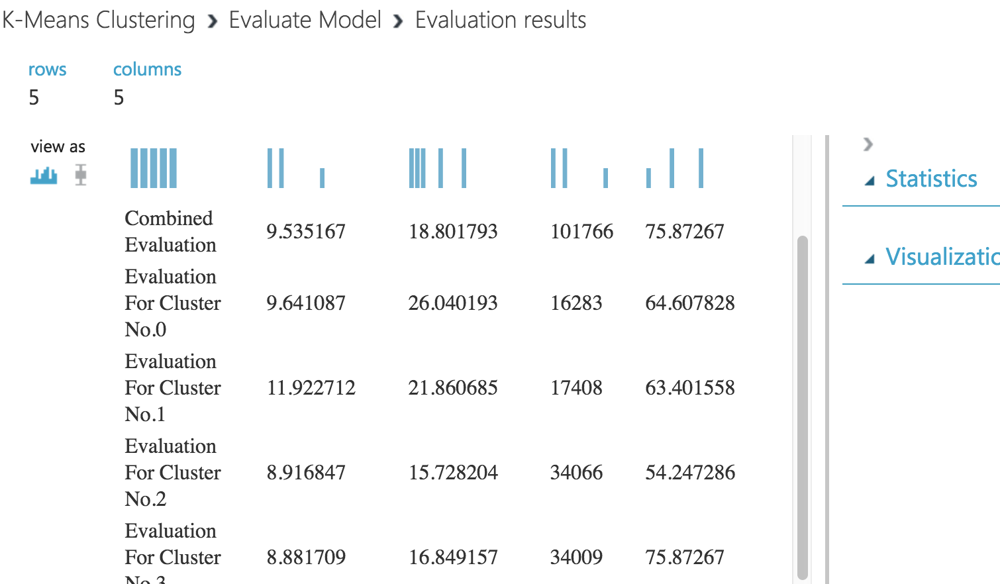 K-Means Clustering › Evaluate Model › Evaluation results
rows columns
5 5
view as
Combined
Evaluation 9.535167 18.801793 101766 75.87267
Evaluation
For Cluster 9.641087 26.040193 16283 64.607828
No.0
Evaluation
For Cluster 11.922712 21.860685 17408 63.401558
No.1
Evaluation
For Cluster 8.916847 15.728204 34066 54.247286
No.2
Evaluation
For Cluster 8.881709 16.849157 34009 75.87267
No.3
Statistics
Visualizatio